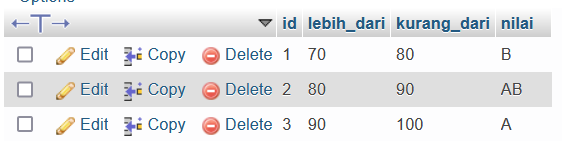 id lebih_dari kurang_dari nilai
Edit Copy Delete 1 70 80 B
Edit Copy Delete 2 80 90 AB
Edit Copy Delete 3 90 100 A